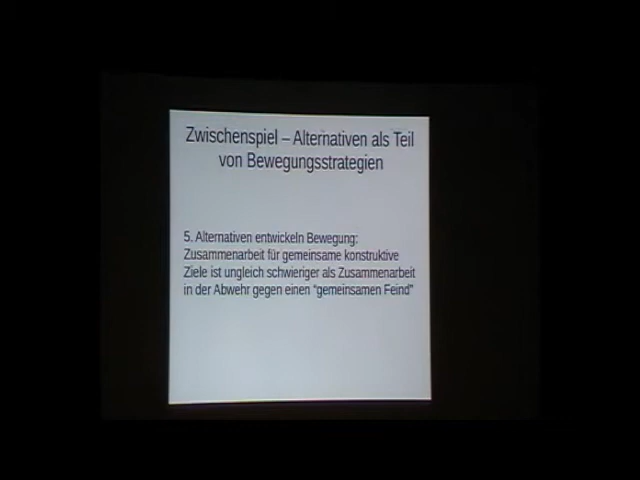 Zwischenspiel – Alternativen als Teil
von Bewegungsstrategien
5. Alternativen entwickeln Bewegung:
Zusammenarbeit für gemeinsame konstruktive
Ziele ist ungleich schwieriger als Zusammenarbeit
in der Abwehr gegen einen “gemeinsamen Feind”